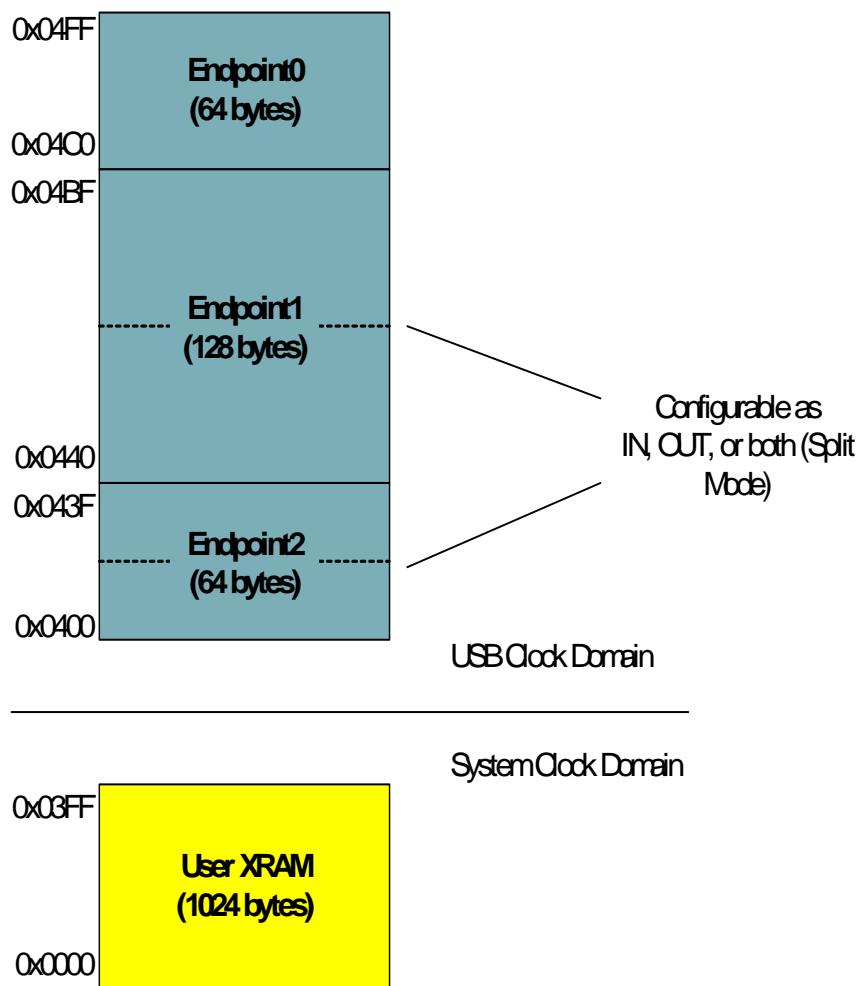 0x04FF
Endpoint0
(64 bytes)
0x04C0
0x04BF
Endpoint1
(128 bytes)
Configurable as
IN, OUT, or both (Split
Mode)
0x0440
0x043F
Endpoint2
(64 bytes)
0x0400
USB Clock Domain
System Clock Domain
0x03FF
User XRAM
(1024 bytes)
0x0000